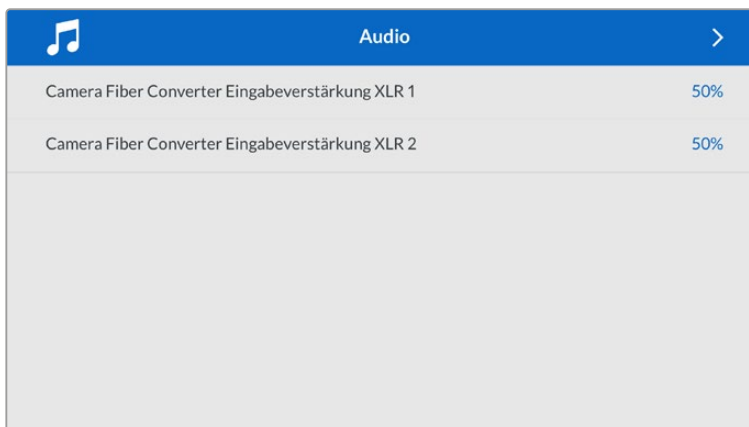 Audio
Camera Fiber Converter Eingabeverstärkung XLR 1 50%
Camera Fiber Converter Eingabeverstärkung XLR 2 50%